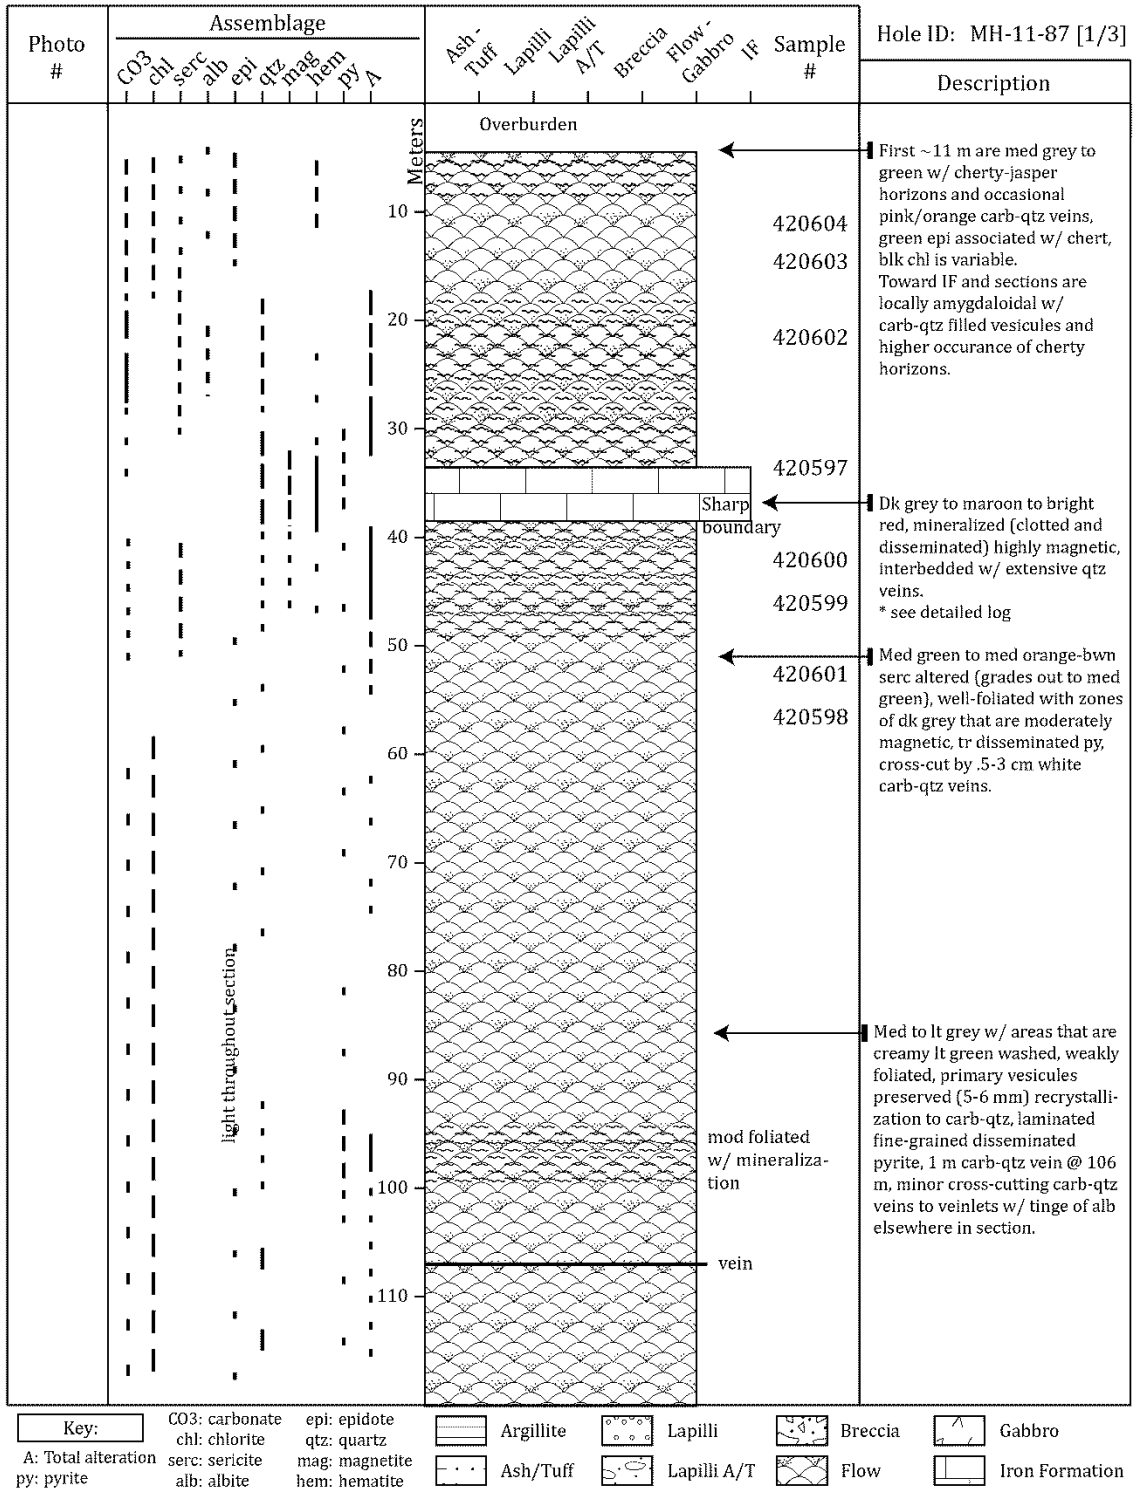 Photo
#
Assemblage
CO3
chl
serc
alb
epi
qtz
mag
hem
py
A
Ash -
Tuff
Lapilli
Lapilli
A/T
Breccia
Flow -
Gabbro
IF
Sample
#
Hole ID: MH-11-87 [1/3]
Description
Meters
Overburden
10
20
30
40
50
60
70
80
90
100
110
420604
420603
420602
420597
420600
420599
420601
420598
Sharp
boundary
mod foliated
w/ mineraliza-
tion
vein
light throughout section
First ~11 m are med grey to
green w/ cherty-jasper
horizons and occasional
pink/orange carb-qtz veins,
green epi associated w/ chert,
blk chl is variable.
Toward IF and sections are
locally amygdaloidal w/
carb-qtz filled vesicules and
higher occurance of cherty
horizons.
Dk grey to maroon to bright
red, mineralized (clotted and
disseminated) highly magnetic,
interbedded w/ extensive qtz
veins.
* see detailed log
Med green to med orange-bwn
serc altered (grades out to med
green), well-foliated with zones
of dk grey that are moderately
magnetic, tr disseminated py,
cross-cut by .5-3 cm white
carb-qtz veins.
Med to lt grey w/ areas that are
creamy lt green washed, weakly
foliated, primary vesicules
preserved (5-6 mm) recrystalli-
zation to carb-qtz, laminated
fine-grained disseminated
pyrite, 1 m carb-qtz vein @ 106
m, minor cross-cutting carb-qtz
veins to veinlets w/ tinge of alb
elsewhere in section.
Key:
A: Total alteration
py: pyrite
CO3: carbonate
chl: chlorite
serc: sericite
alb: albite
epi: epidote
qtz: quartz
mag: magnetite
hem: hematite
Argillite
Ash/Tuff
Lapilli
Lapilli A/T
Breccia
Flow
Gabbro
Iron Formation